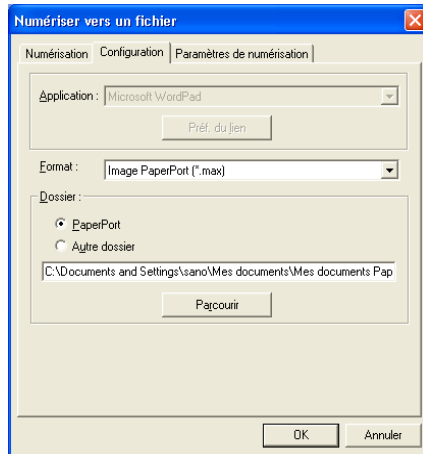 Numériser vers un fichier
Numérisation Configuration Paramètres de numérisation
Application : Microsoft WordPad
Préf. du lien
Format : Image PaperPort (*.max)
Dossier :
PaperPort
Autre dossier
C:\Documents and Settings\sano\Mes documents\Mes documents Pap
Parcourir
OK Annuler